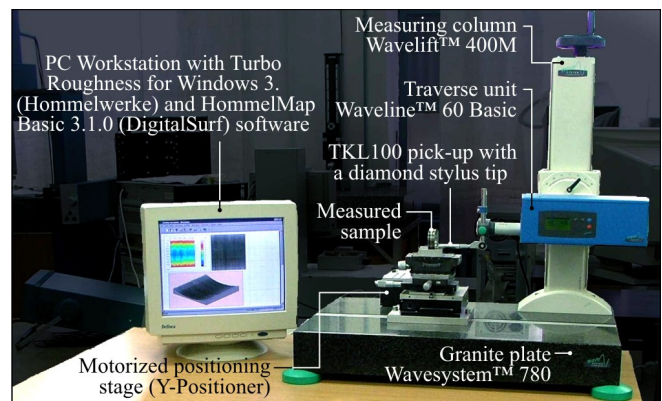 Measuring column
Wavelift™ 400M
PC Workstation with Turbo
Roughness for Windows 3.
(Hommelwerke) and HommelMap
Basic 3.1.0 (DigitalSurf) software
Traverse unit
Waveline™ 60 Basic
TKL100 pick-up with
a diamond stylus tip
Measured
sample
Motorized positioning
stage (Y-Positioner)
Granite plate
Wavesystem™ 780